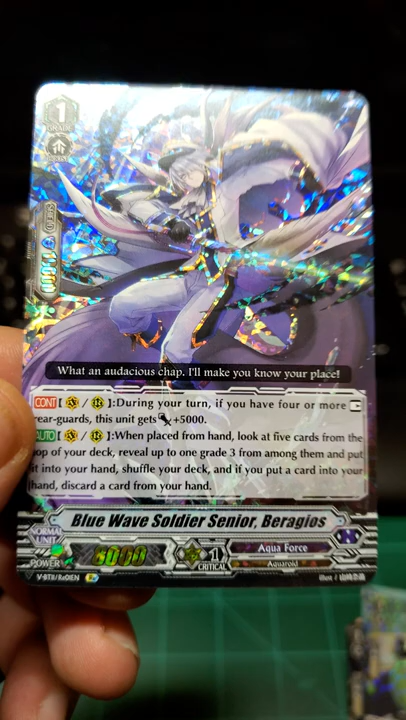 1
GRADE
What an audacious chap. I'll make you know your place!
CONT【 / 】:During your turn, if you have four or more
rear-guards, this unit gets +5000.
AUTO【 / 】:When placed from hand, look at five cards from the
top of your deck, reveal up to one grade 3 from among them and put
it into your hand, shuffle your deck, and if you put a card into your
hand, discard a card from your hand.
Blue Wave Soldier Senior, Beragios
NORMAL UNIT
POWER 8000
1 CRITICAL
Aqua Force
Aquaroid
V-BT11/Re01EN